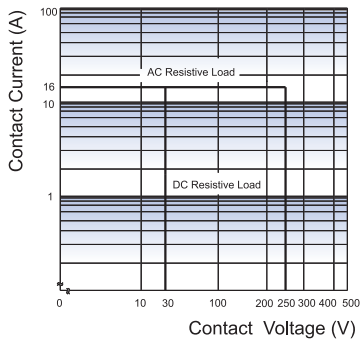 Contact Current (A)
100
AC Resistive Load
16
10
DC Resistive Load
1
0 10 30 100 200 250 300 400 500
Contact Voltage (V)